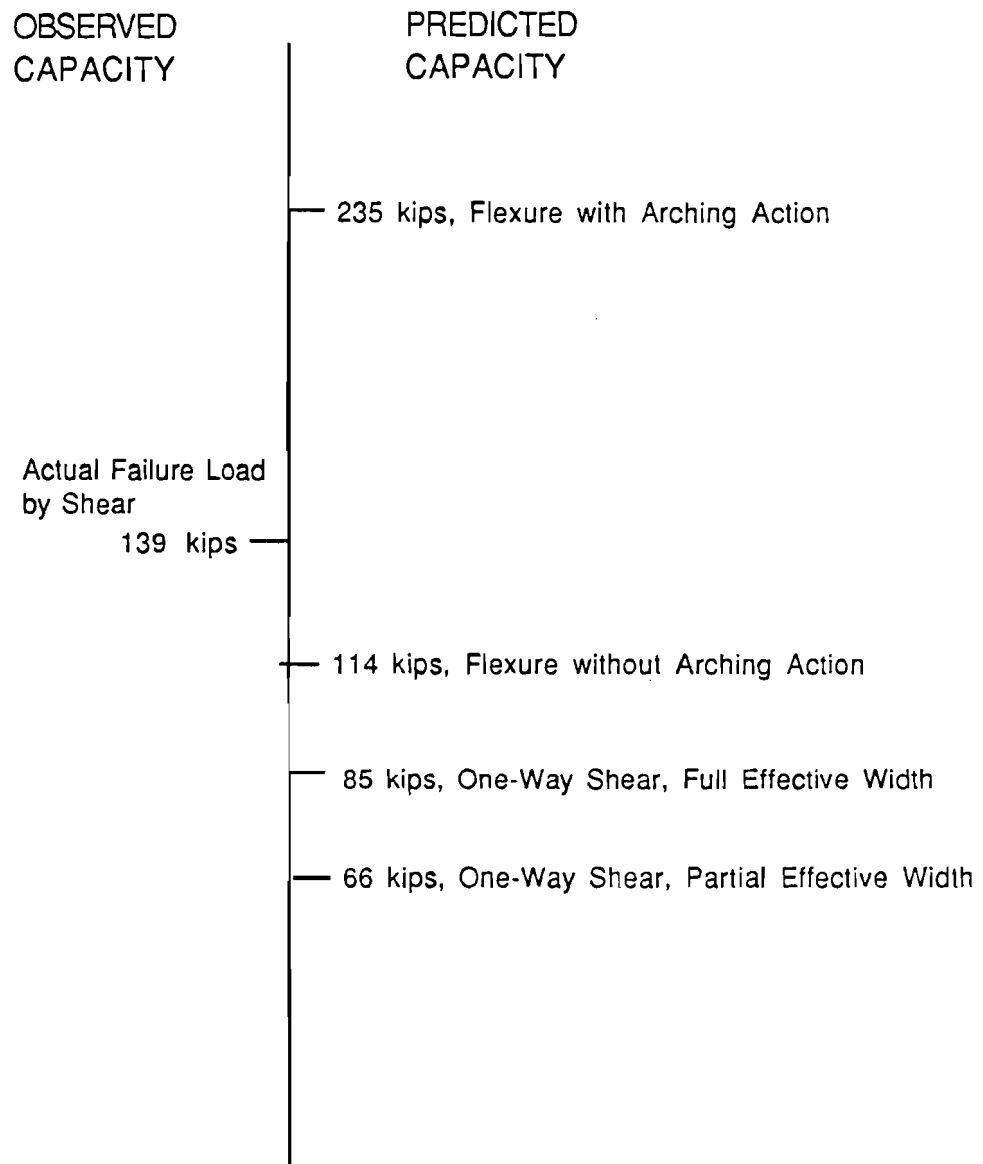 OBSERVED
CAPACITY
PREDICTED
CAPACITY
235 kips, Flexure with Arching Action
Actual Failure Load
by Shear
139 kips
114 kips, Flexure without Arching Action
85 kips, One-Way Shear, Full Effective Width
66 kips, One-Way Shear, Partial Effective Width